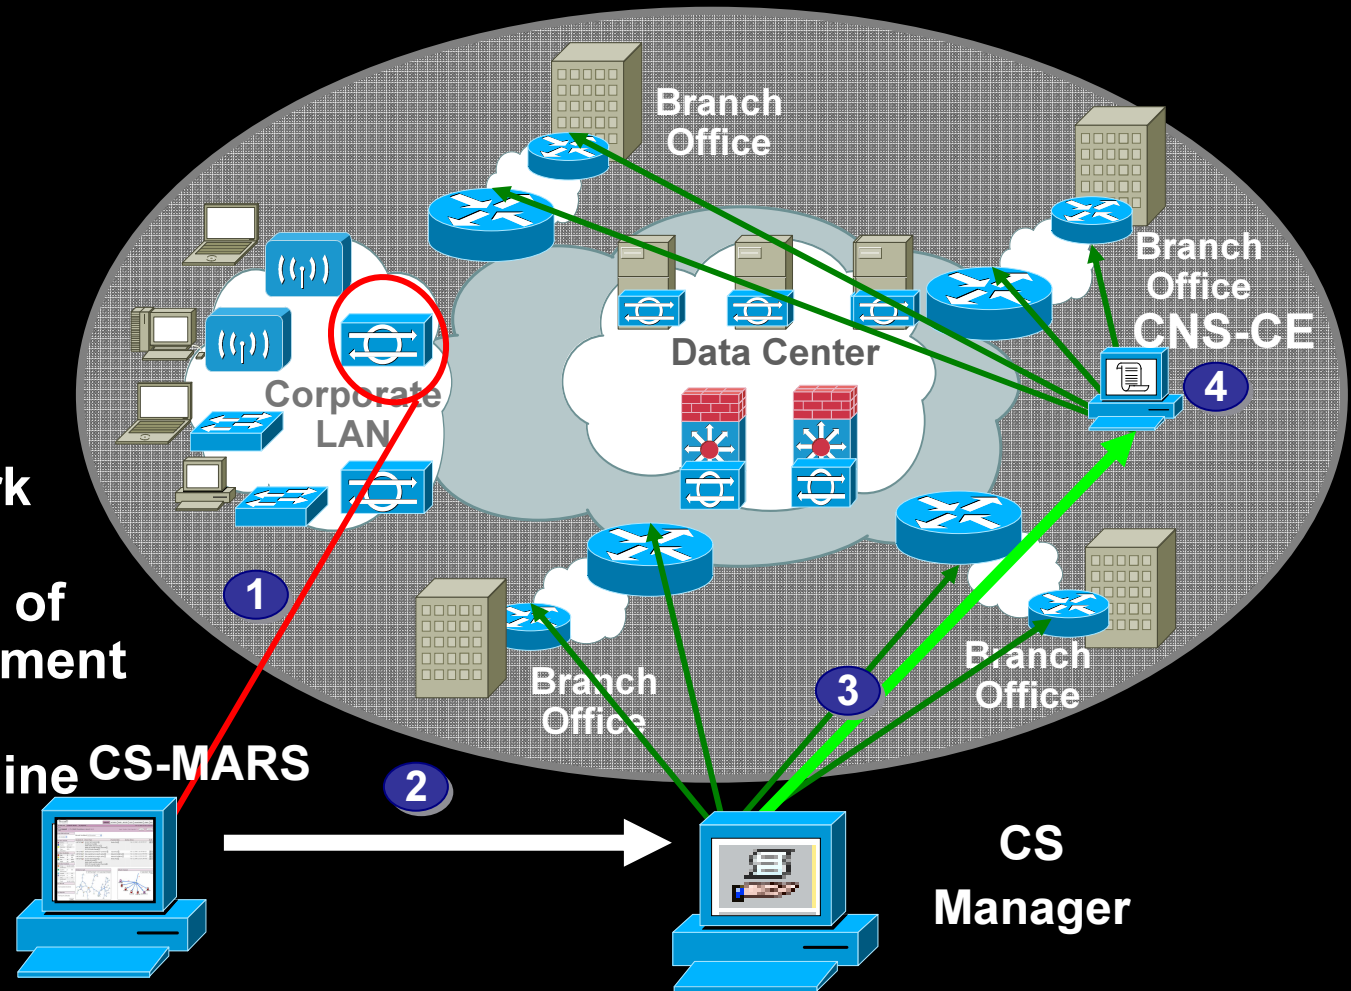 Branch
Office
Branch
Office
CNS-CE
4
Data Center
Corporate
LAN
rk
of
1
ment
Branch
Office
3
Branch
Office
ine
CS-MARS
2
CS
Manager